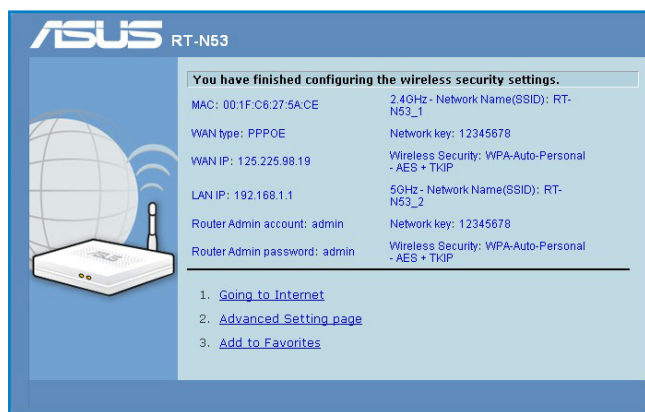 ASUS RT-N53
You have finished configuring the wireless security settings.
MAC: 00:1F:C6:27:5A:CE
2.4GHz - Network Name(SSID): RT-
N53_1
WAN type: PPPOE
Network key: 12345678
WAN IP: 125.225.98.19
Wireless Security: WPA-Auto-Personal
- AES + TKIP
LAN IP: 192.168.1.1
5GHz - Network Name(SSID): RT-
N53_2
Router Admin account: admin
Network key: 12345678
Router Admin password: admin
Wireless Security: WPA-Auto-Personal
- AES + TKIP
1. Going to Internet
2. Advanced Setting page
3. Add to Favorites
ASUS